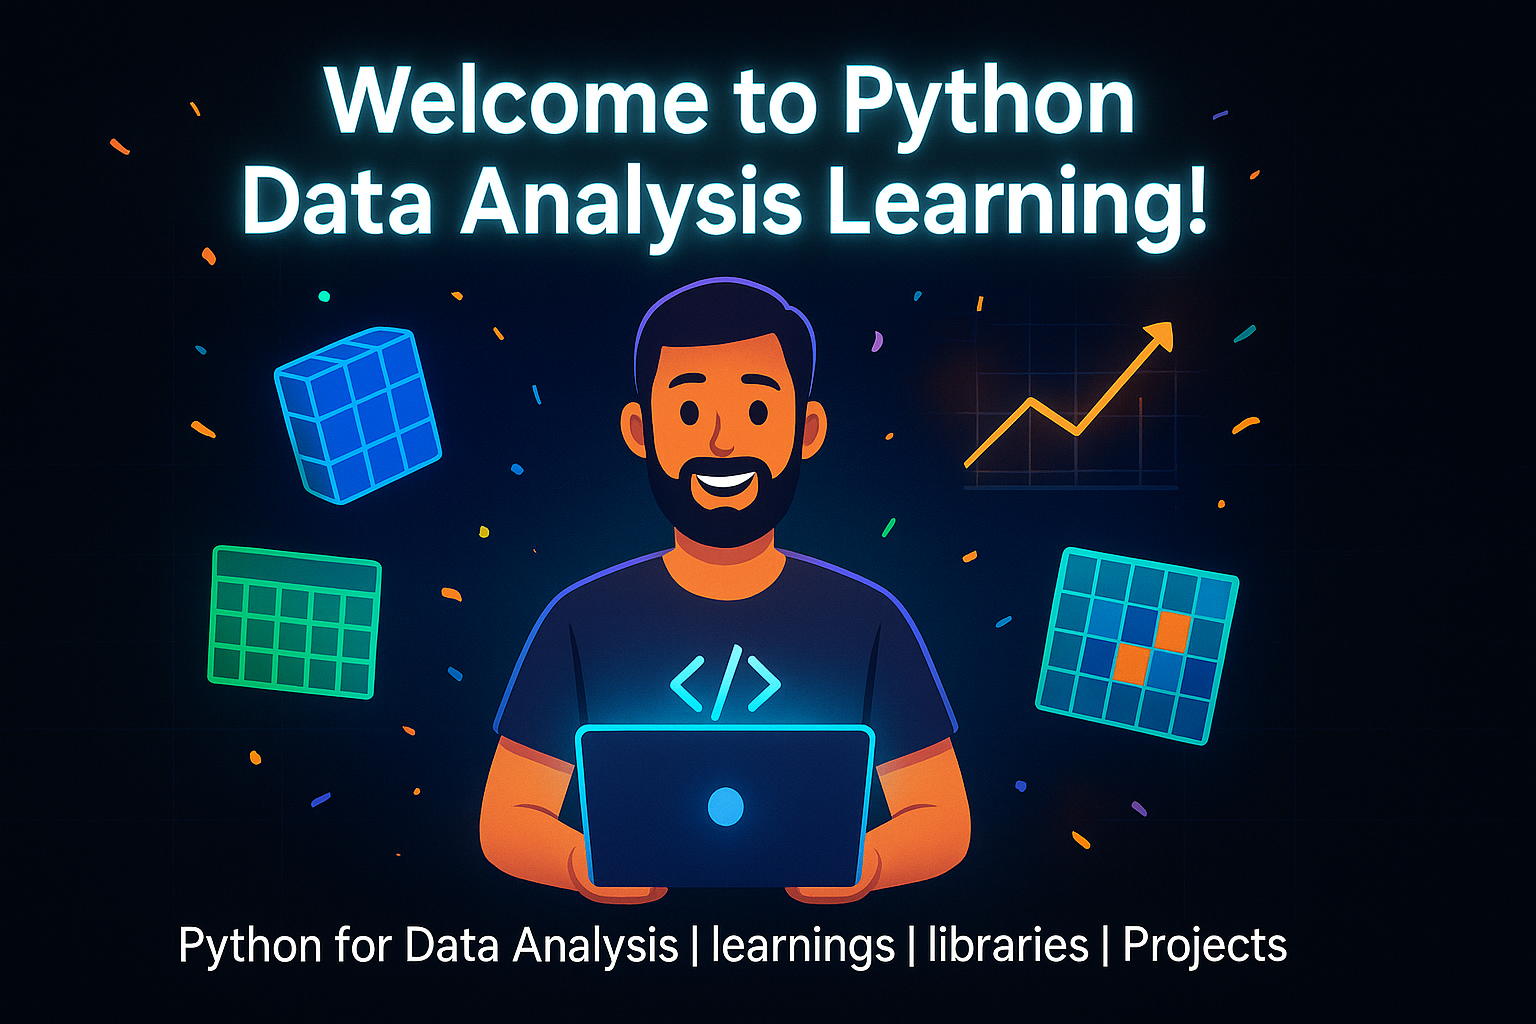 Welcome to Python
Data Analysis Learning!
</>
Python for Data Analysis | learnings | libraries | Projects